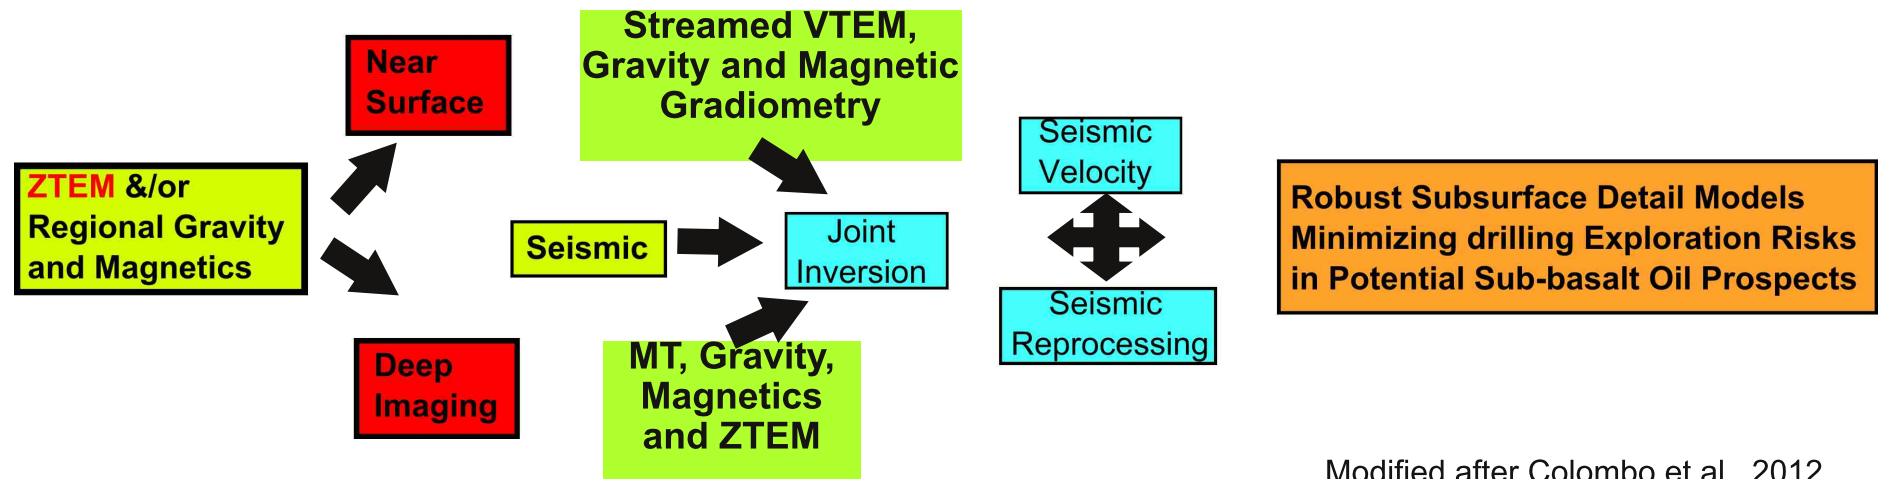 Near
Surface
ZTEM &/or
Regional Gravity
and Magnetics
Deep
Imaging
Streamed VTEM,
Gravity and Magnetic
Gradiometry
Seismic
MT, Gravity,
Magnetics
and ZTEM
Joint
Inversion
Seismic
Velocity
Seismic
Reprocessing
Robust Subsurface Detail Models
Minimizing drilling Exploration Risks
in Potential Sub-basalt Oil Prospects
Modified after Colombo et al., 2012